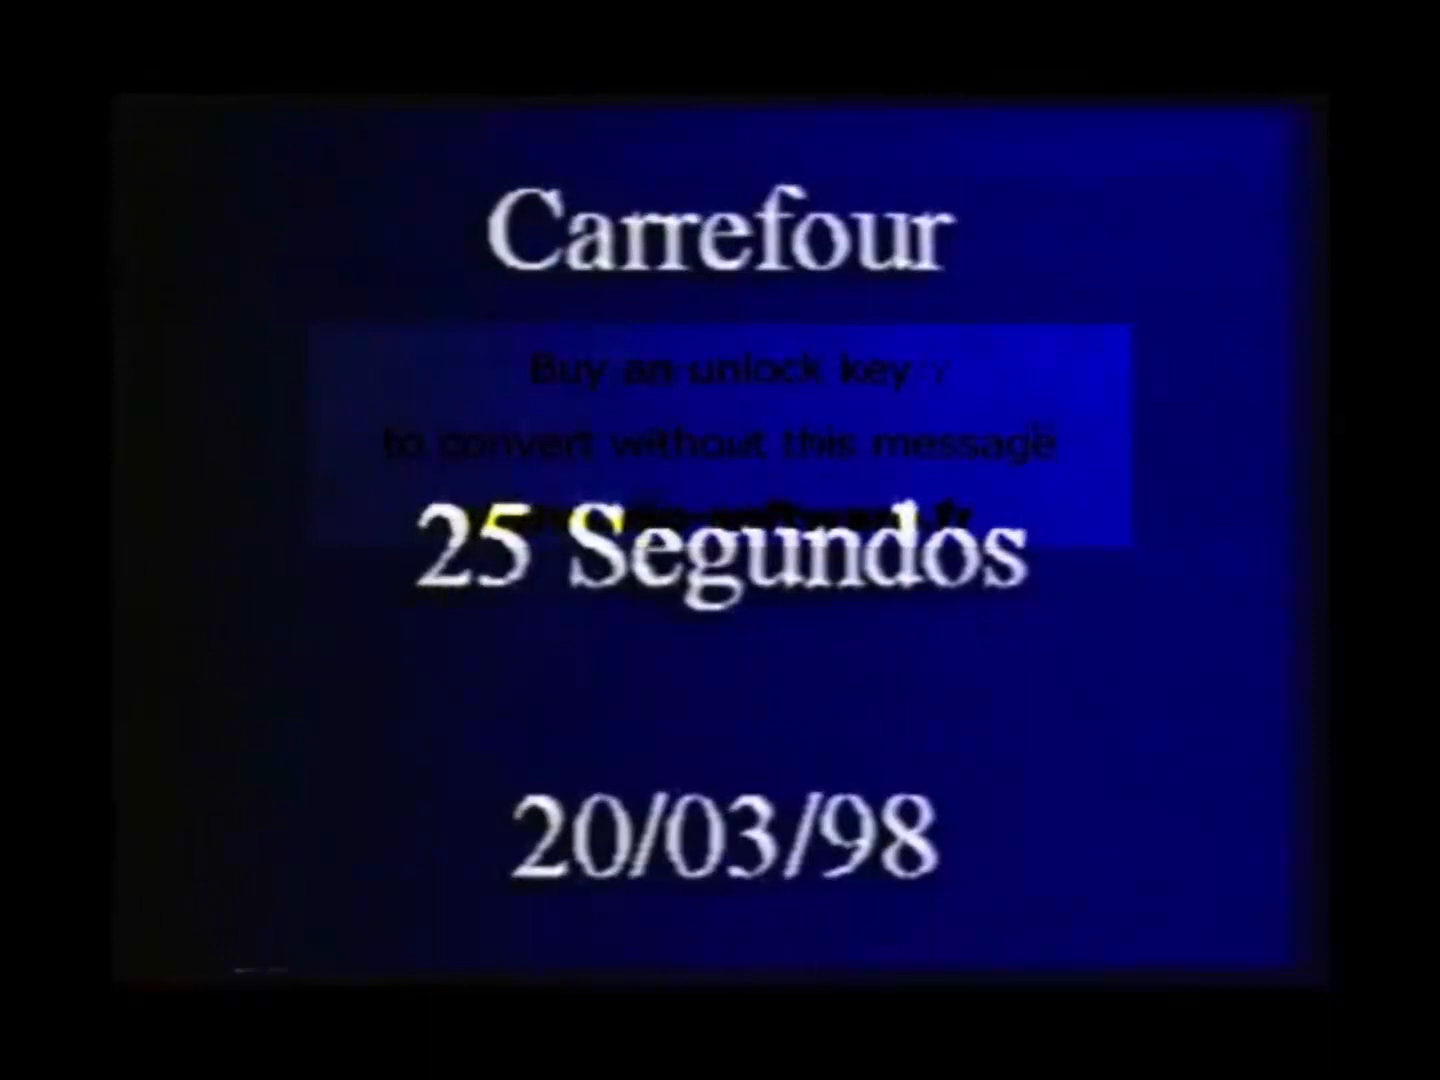 Carrefour
Buy an unlock key
to convert without this message
25 Segundos
20/03/98